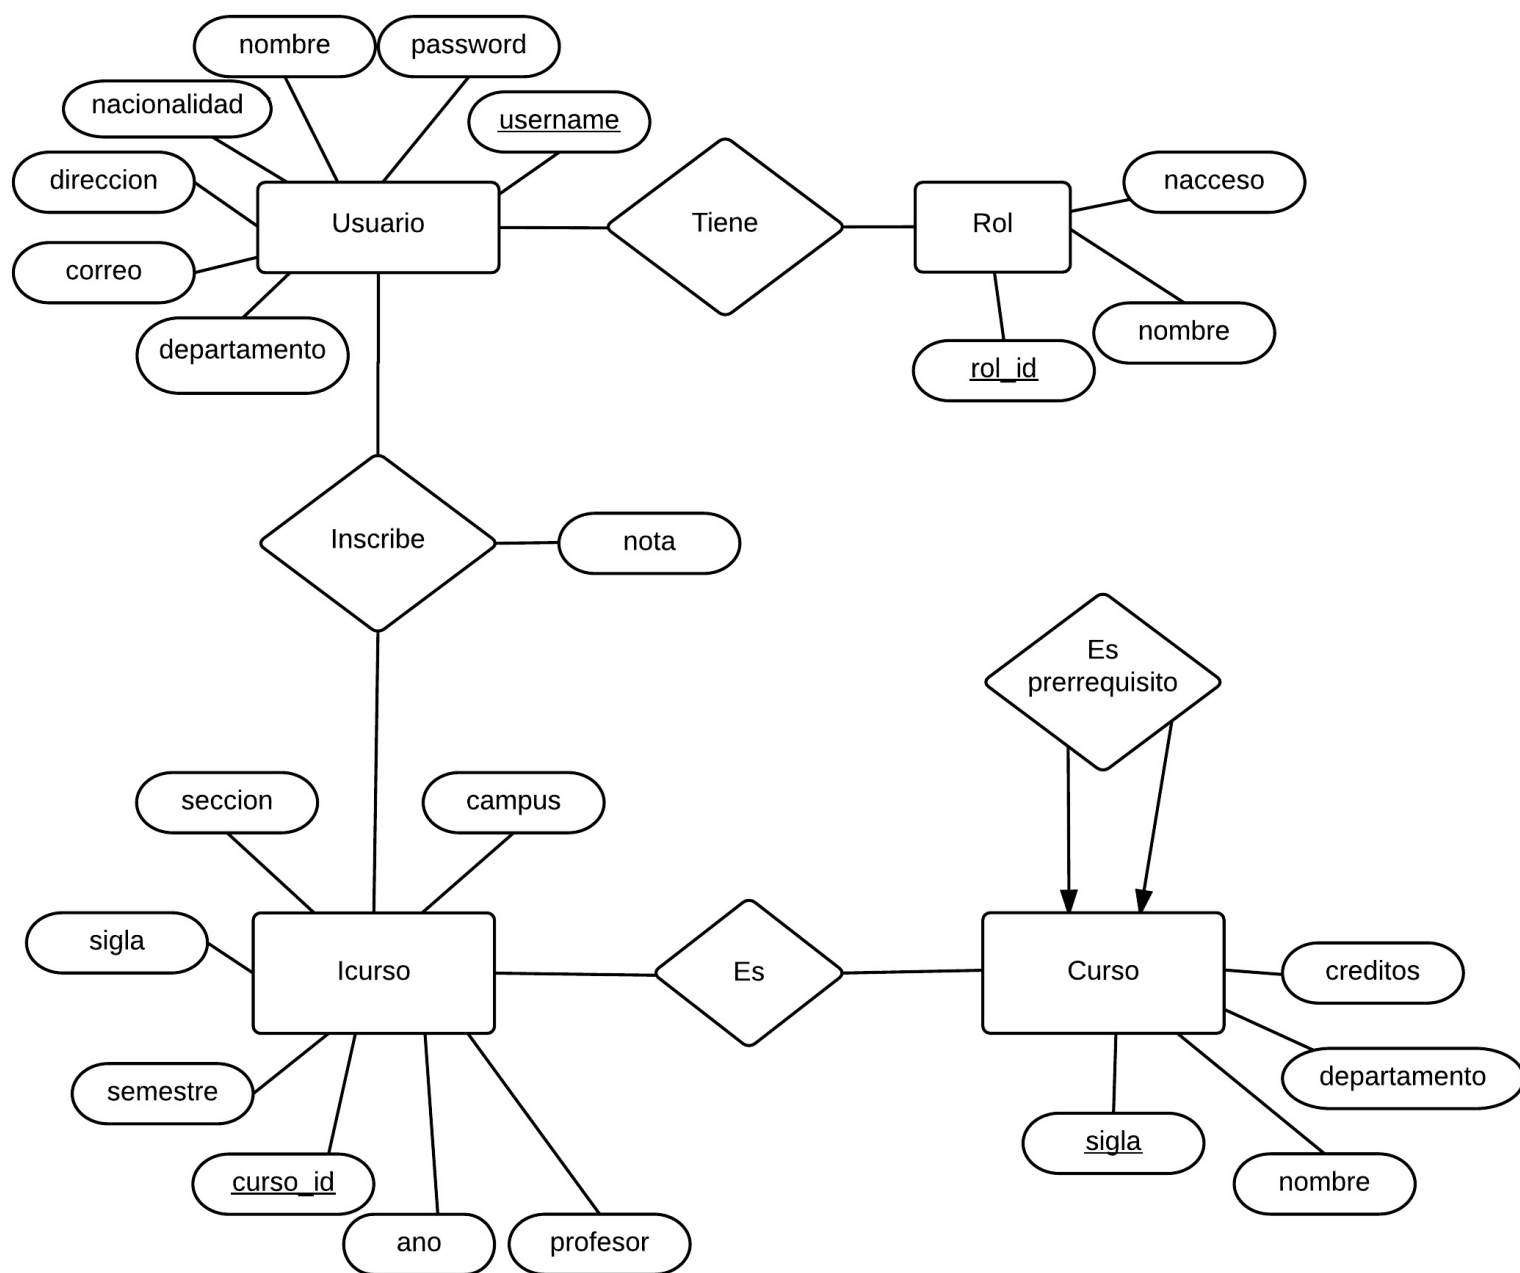 nombre
password
nacionalidad
username
direccion
nacceso
Usuario
Tiene
Rol
correo
nombre
departamento
rol_id
Inscribe
nota
Es
prerrequisito
seccion
campus
sigla
Icurso
Es
Curso
creditos
departamento
semestre
sigla
curso_id
nombre
ano
profesor